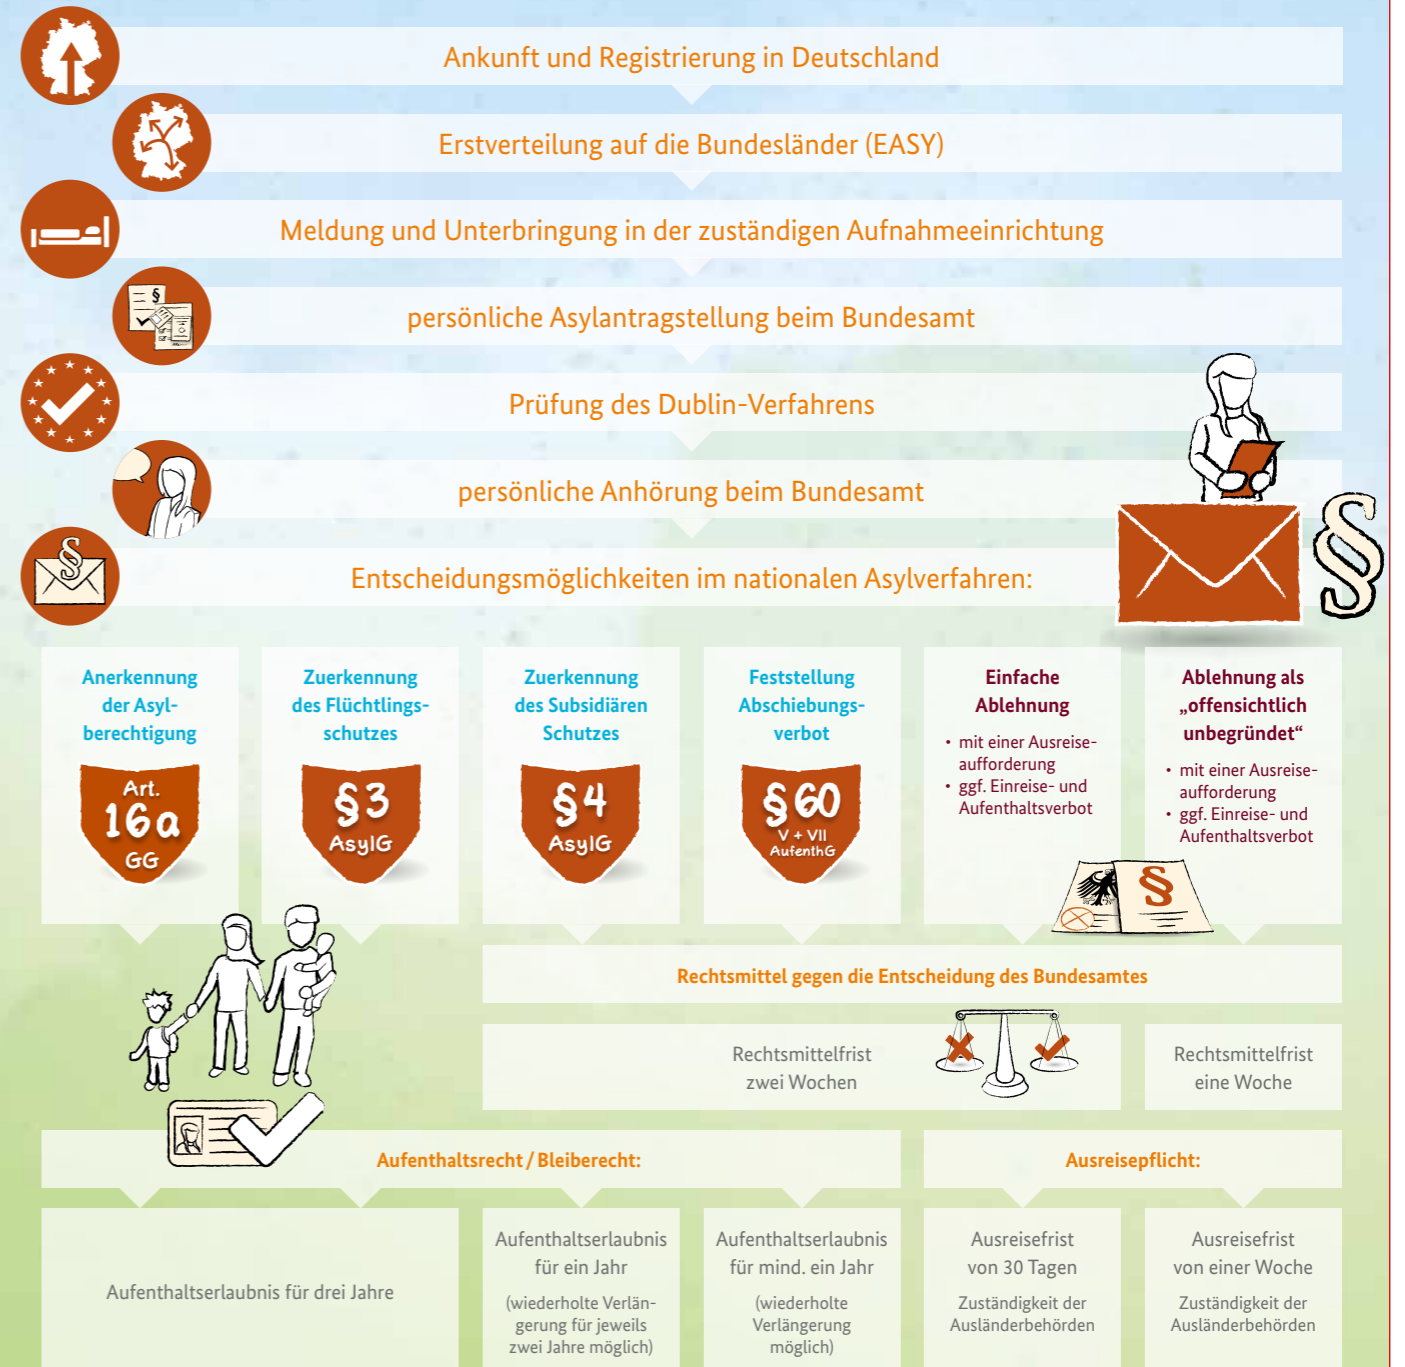 Ankunft und Registrierung in Deutschland
Erstverteilung auf die Bundesländer (EASY)
Meldung und Unterbringung in der zuständigen Aufnahmeeinrichtung
§
persönliche Asylantragstellung beim Bundesamt
Prüfung des Dublin-Verfahrens
persönliche Anhörung beim Bundesamt
§
§
Entscheidungsmöglichkeiten im nationalen Asylverfahren:
Anerkennung
der Asyl-
berechtigung
Art.
16a
GG
Zuerkennung
des Flüchtlings-
schutzes
§3
AsylG
Zuerkennung
des Subsidiären
Schutzes
§4
AsylG
Feststellung
Abschiebungs-
verbot
§60
V + VII
AufenthG
Einfache
Ablehnung
• mit einer Ausreise-
aufforderung
• ggf. Einreise- und
Aufenthaltsverbot
Ablehnung als
„offensichtlich
unbegründet“
• mit einer Ausreise-
aufforderung
• ggf. Einreise- und
Aufenthaltsverbot
§
Rechtsmittel gegen die Entscheidung des Bundesamtes
Rechtsmittelfrist
zwei Wochen
Rechtsmittelfrist
eine Woche
Aufenthaltsrecht / Bleiberecht:
Ausreisepflicht:
Aufenthaltserlaubnis für drei Jahre
Aufenthaltserlaubnis
für ein Jahr
(wiederholte Verlän-
gerung für jeweils
zwei Jahre möglich)
Aufenthaltserlaubnis
für mind. ein Jahr
(wiederholte
Verlängerung
möglich)
Ausreisefrist
von 30 Tagen
Zuständigkeit der
Ausländerbehörden
Ausreisefrist
von einer Woche
Zuständigkeit der
Ausländerbehörden